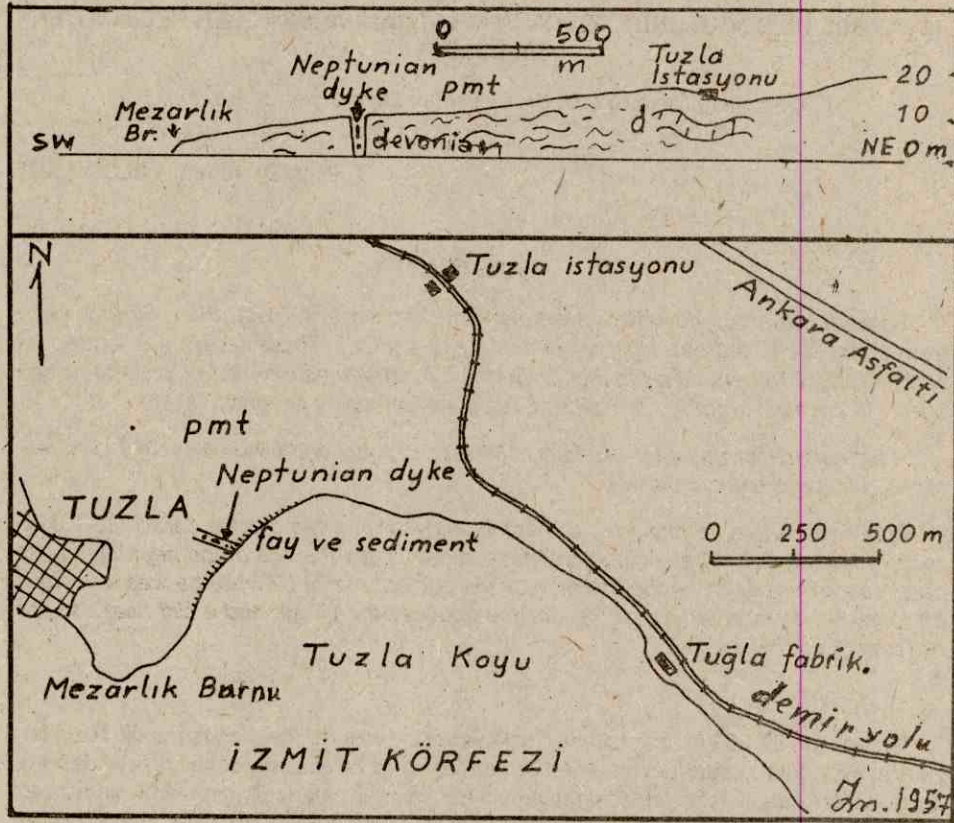 0 500
m
Neptunian
dyke
pmt
Tuzla
Istasyonu
20
Mezarlık
Br.
10
d
devonian
SW
NE 0 m
N
Tuzla istasyonu
Ankara Asfaltı
pmt
Neptunian dyke
TUZLA
fay ve sediment
0 250 500 m
Tuzla Koyu
Tuğla fabrik.
Mezarlık Burnu
demiryolu
İZMİT KÖRFEZİ
İn. 1957